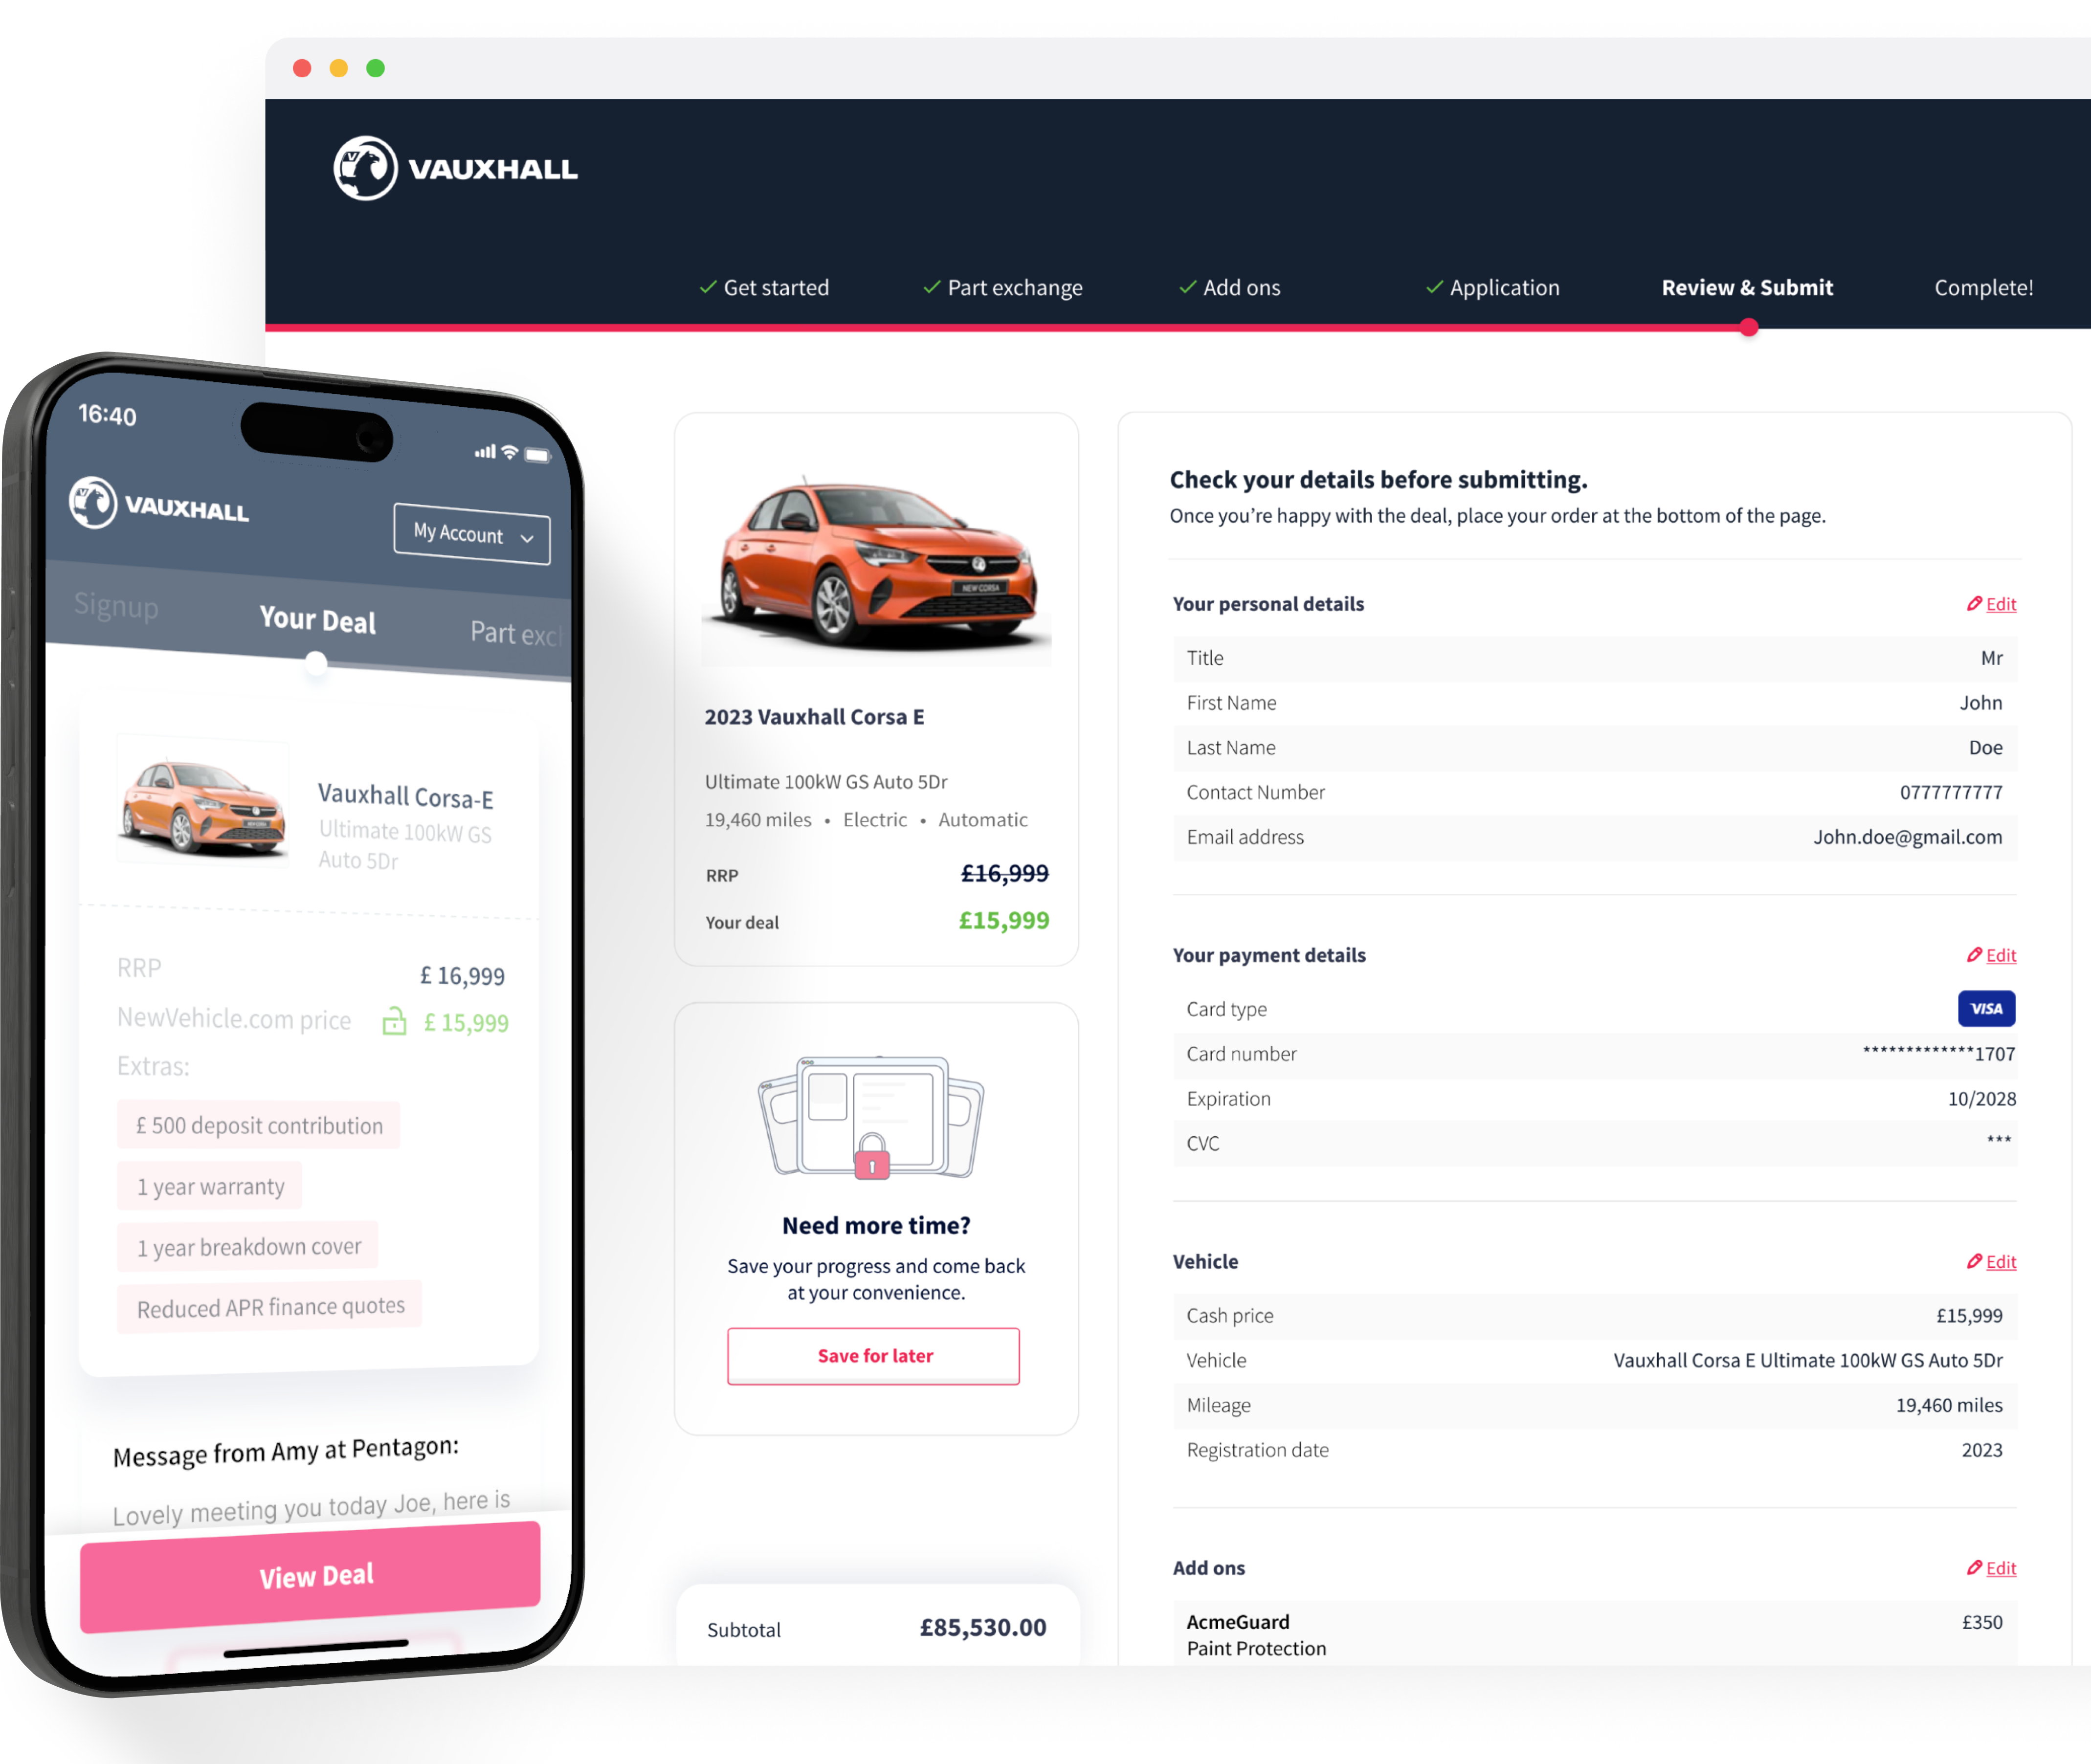 VAUXHALL
Get started
Part exchange
Add ons
Application
Review & Submit
Complete!
16:40
VAUXHALL
My Account
Signup
Your Deal
Part exch
Vauxhall Corsa-E
Ultimate 100kW GS
Auto 5Dr
RRP £ 16,999
NewVehicle.com price £ 15,999
Extras:
£ 500 deposit contribution
1 year warranty
1 year breakdown cover
Reduced APR finance quotes
Message from Amy at Pentagon:
Lovely meeting you today Joe, here is
View Deal
NEW CORSA
2023 Vauxhall Corsa E
Ultimate 100kW GS Auto 5Dr
19,460 miles • Electric • Automatic
RRP £16,999
Your deal £15,999
Need more time?
Save your progress and come back
at your convenience.
Save for later
Subtotal £85,530.00
Check your details before submitting.
Once you’re happy with the deal, place your order at the bottom of the page.
Your personal details Edit
Title Mr
First Name John
Last Name Doe
Contact Number 0777777777
Email address John.doe@gmail.com
Your payment details Edit
Card type VISA
Card number *************1707
Expiration 10/2028
CVC ***
Vehicle Edit
Cash price £15,999
Vehicle Vauxhall Corsa E Ultimate 100kW GS Auto 5Dr
Mileage 19,460 miles
Registration date 2023
Add ons Edit
AcmeGuard £350
Paint Protection